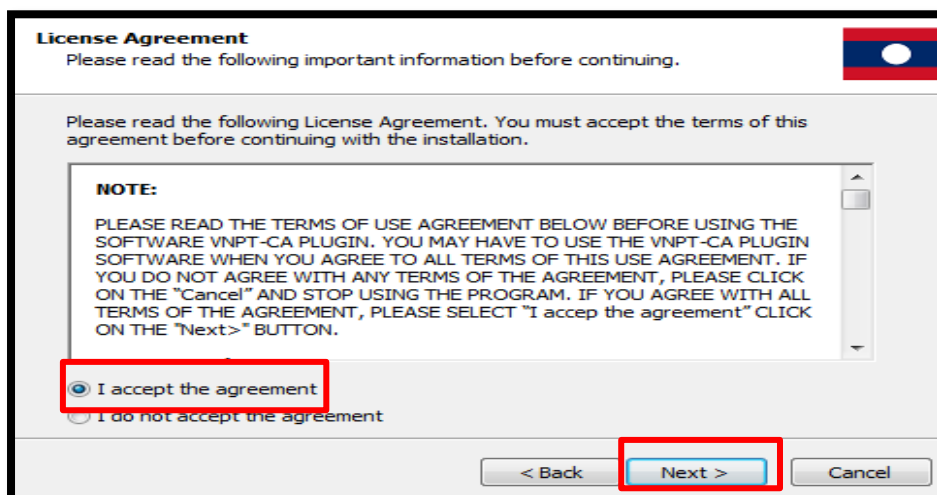 License Agreement
Please read the following important information before continuing.
Please read the following License Agreement. You must accept the terms of this
agreement before continuing with the installation.
NOTE:
PLEASE READ THE TERMS OF USE AGREEMENT BELOW BEFORE USING THE
SOFTWARE VNPT-CA PLUGIN. YOU MAY HAVE TO USE THE VNPT-CA PLUGIN
SOFTWARE WHEN YOU AGREE TO ALL TERMS OF THIS USE AGREEMENT. IF
YOU DO NOT AGREE WITH ANY TERMS OF THE AGREEMENT, PLEASE CLICK
ON THE "Cancel" AND STOP USING THE PROGRAM. IF YOU AGREE WITH ALL
TERMS OF THE AGREEMENT, PLEASE SELECT "I accep the agreement" CLICK
ON THE "Next>" BUTTON.
I accept the agreement
I do not accept the agreement
< Back Next > Cancel